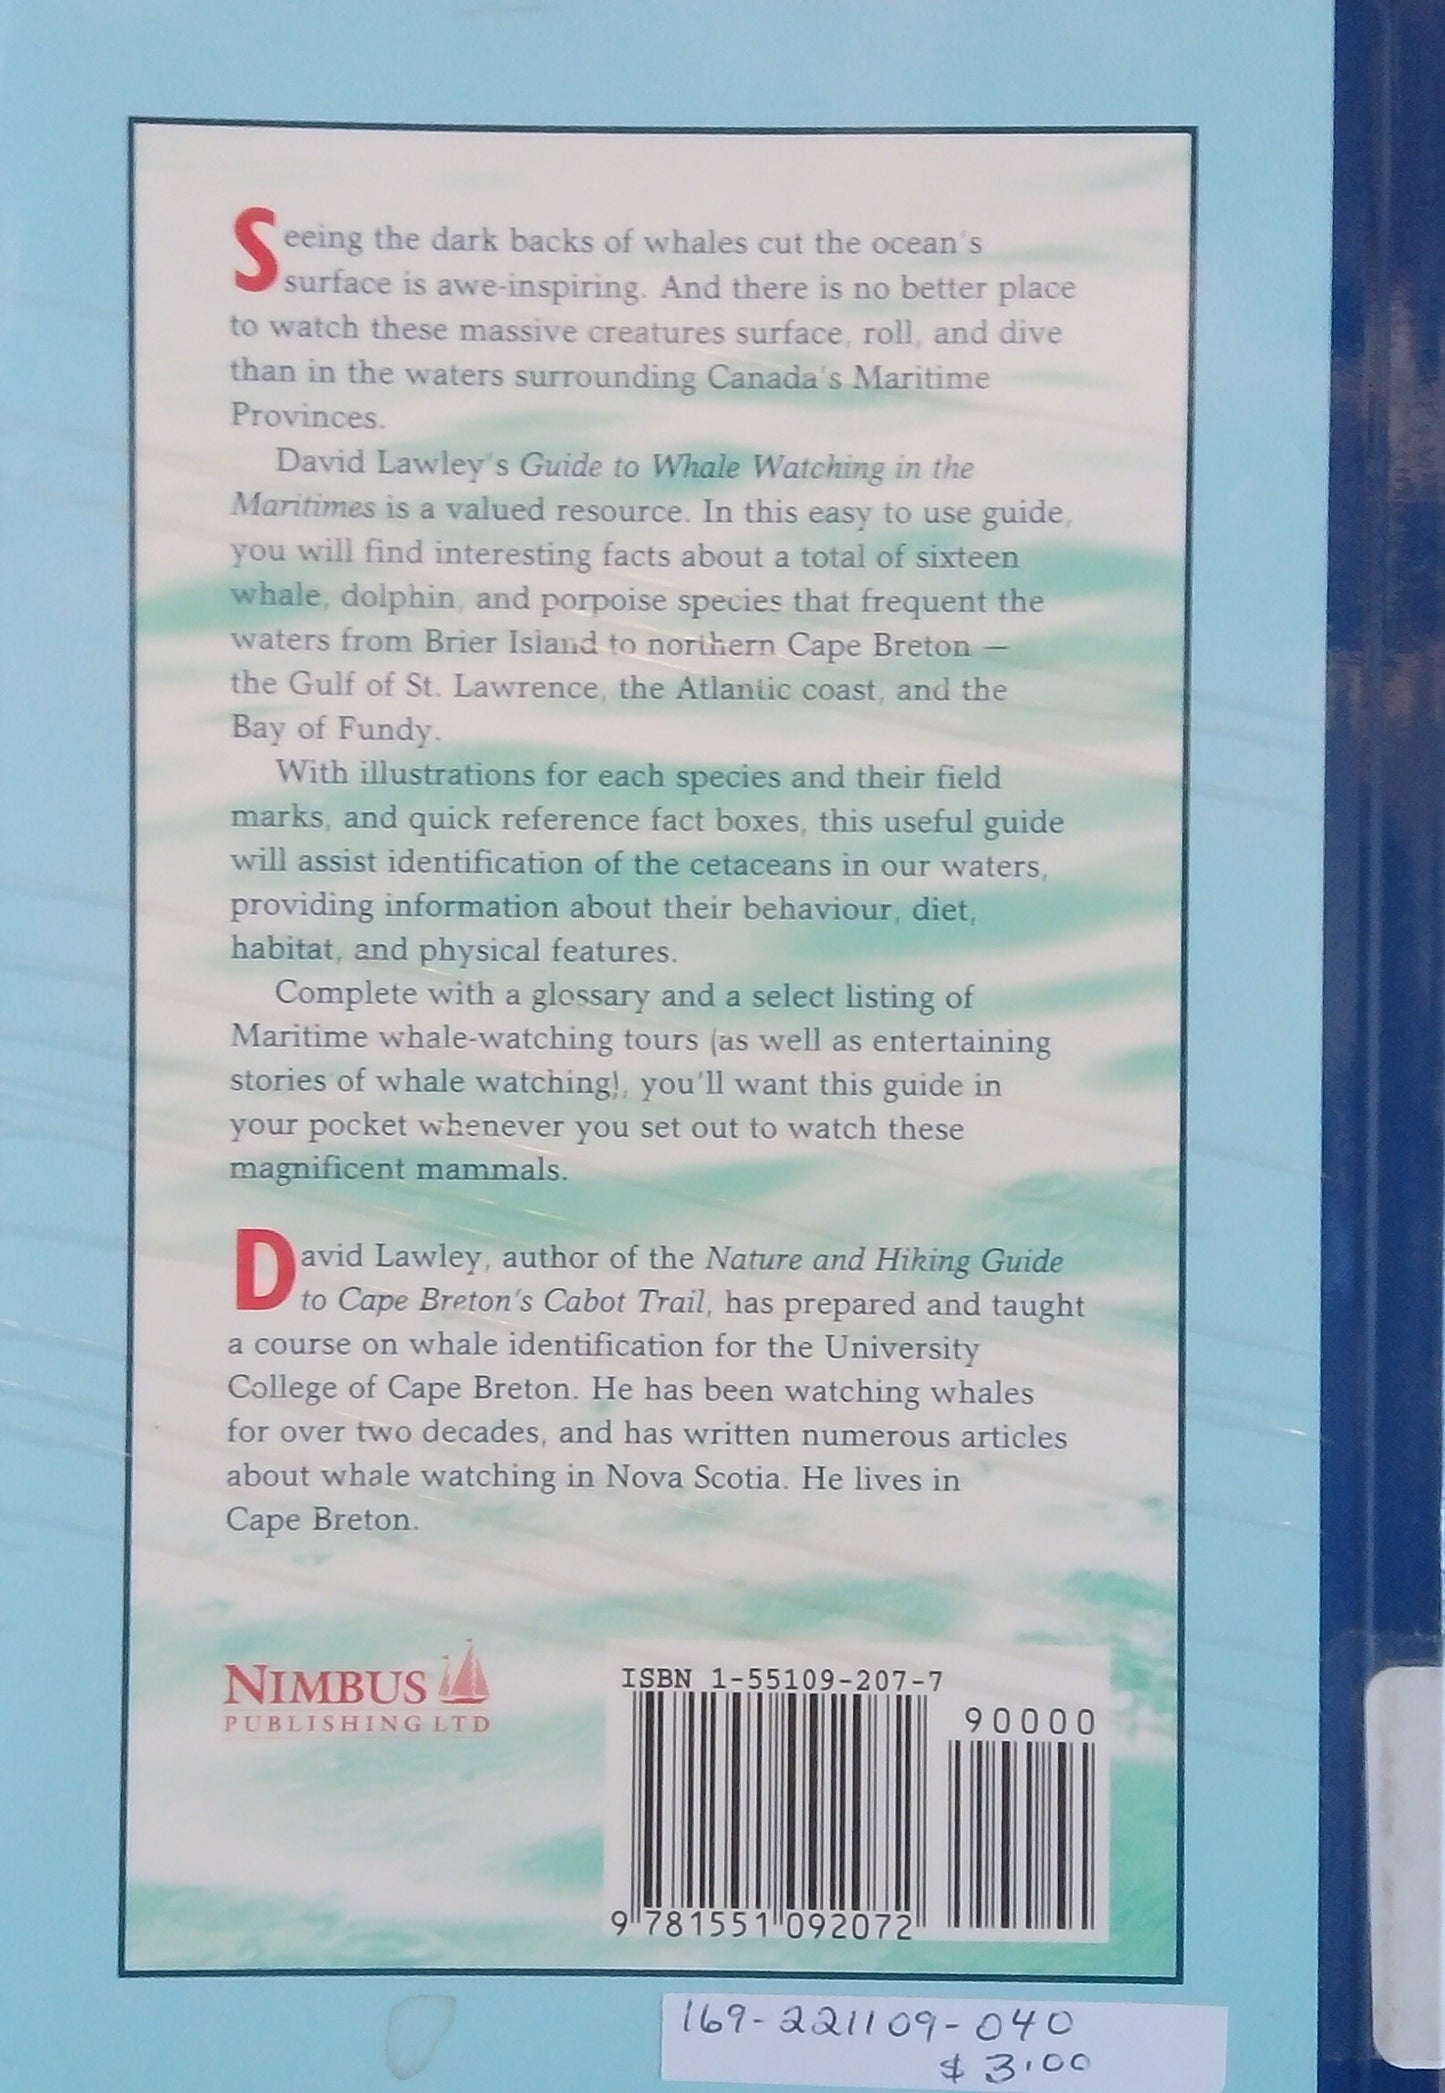 Seeing the dark backs of whales cut the ocean's
surface is awe-inspiring. And there is no better place
to watch these massive creatures surface, roll, and dive
than in the waters surrounding Canada's Maritime
Provinces.
David Lawley's Guide to Whale Watching in the
Maritimes is a valued resource. In this easy to use guide,
you will find interesting facts about a total of sixteen
whale, dolphin, and porpoise species that frequent the
waters from Brier Island to northern Cape Breton —
the Gulf of St. Lawrence, the Atlantic coast, and the
Bay of Fundy.
With illustrations for each species and their field
marks, and quick reference fact boxes, this useful guide
will assist identification of the cetaceans in our waters,
providing information about their behaviour, diet,
habitat, and physical features.
Complete with a glossary and a select listing of
Maritime whale-watching tours (as well as entertaining
stories of whale watching), you'll want this guide in
your pocket whenever you set out to watch these
magnificent mammals.
David Lawley, author of the Nature and Hiking Guide
to Cape Breton's Cabot Trail, has prepared and taught
a course on whale identification for the University
College of Cape Breton. He has been watching whales
for over two decades, and has written numerous articles
about whale watching in Nova Scotia. He lives in
Cape Breton.
NIMBUS
PUBLISHING LTD
ISBN 1-55109-207-7
90000
9 781551 092072
169-221109-040
$ 3.00